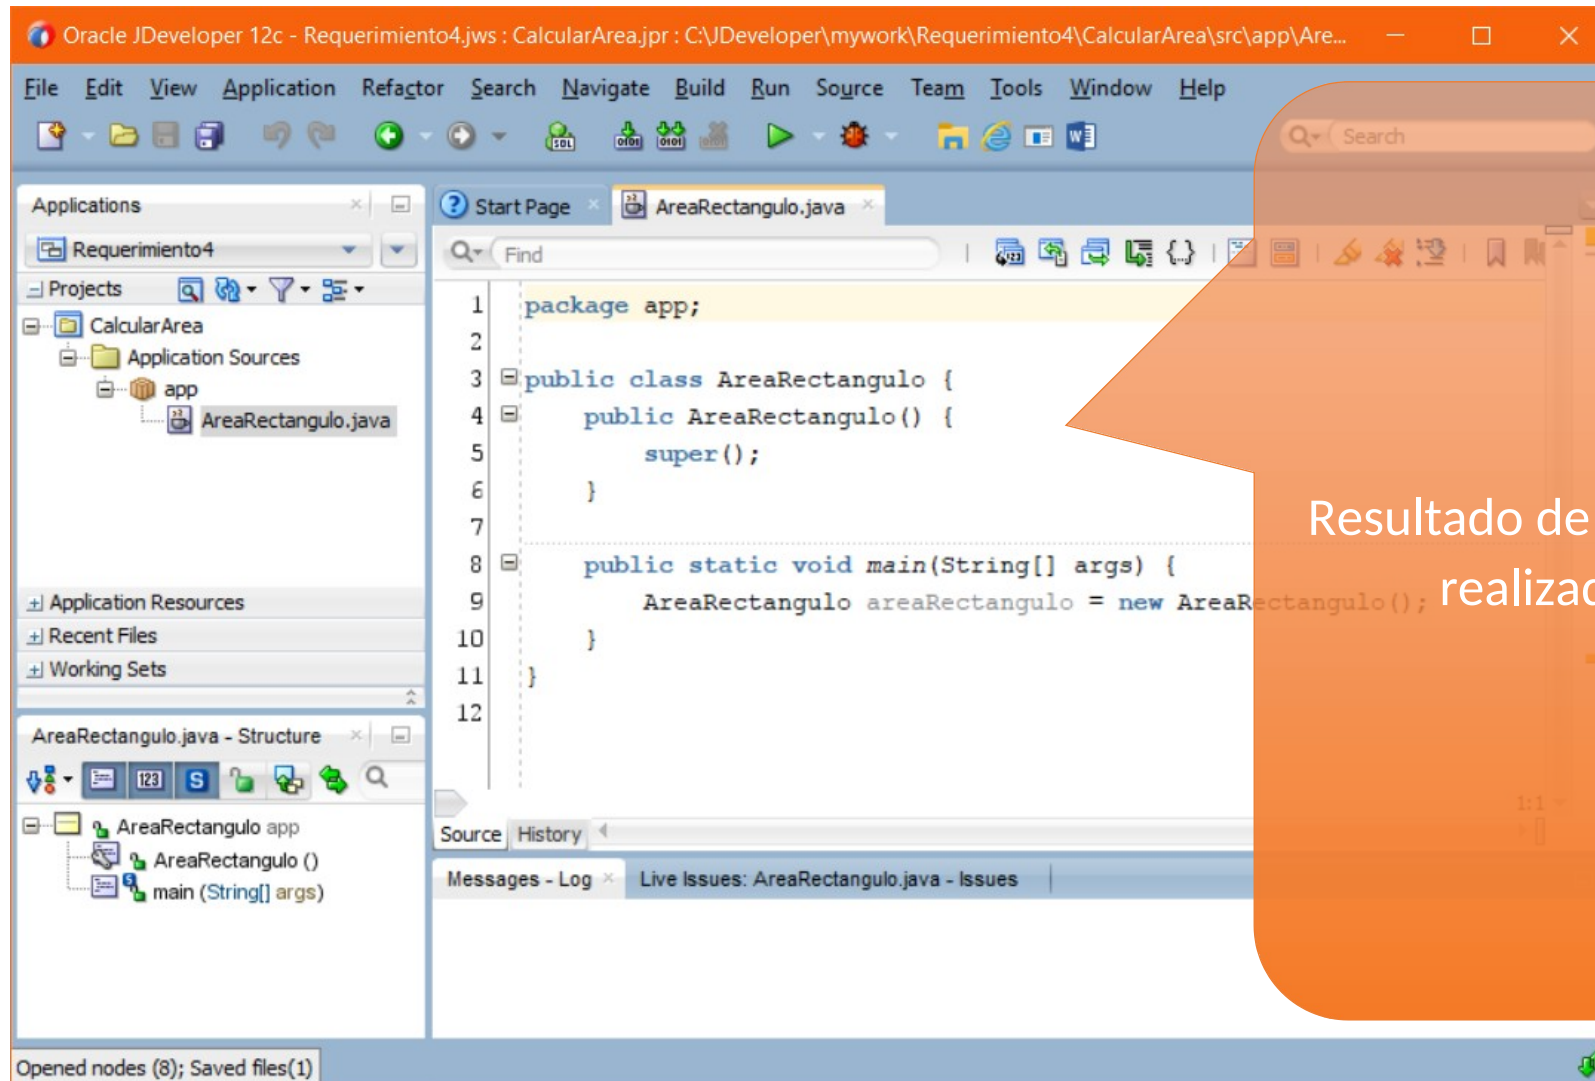 Oracle JDeveloper 12c - Requerimiento4.jws : CalcularArea.jpr : C:\JDeveloper\mywork\Requerimiento4\CalcularArea\src\app\Are...
File Edit View Application Refactor Search Navigate Build Run Source Team Tools Window Help
Search
Applications
Requerimiento4
Projects
CalcularArea
Application Sources
app
AreaRectangulo.java
Application Resources
Recent Files
Working Sets
AreaRectangulo.java - Structure
AreaRectangulo app
AreaRectangulo ()
main (String[] args)
Start Page AreaRectangulo.java
Find
1 package app;
2
3 public class AreaRectangulo {
4 public AreaRectangulo() {
5 super();
6 }
7
8 public static void main(String[] args) {
9 AreaRectangulo areaRectangulo = new AreaRectangulo();
10 }
11 }
12
1:1
Source History
Messages - Log Live Issues: AreaRectangulo.java - Issues
Opened nodes (8); Saved files(1)
Resultado de